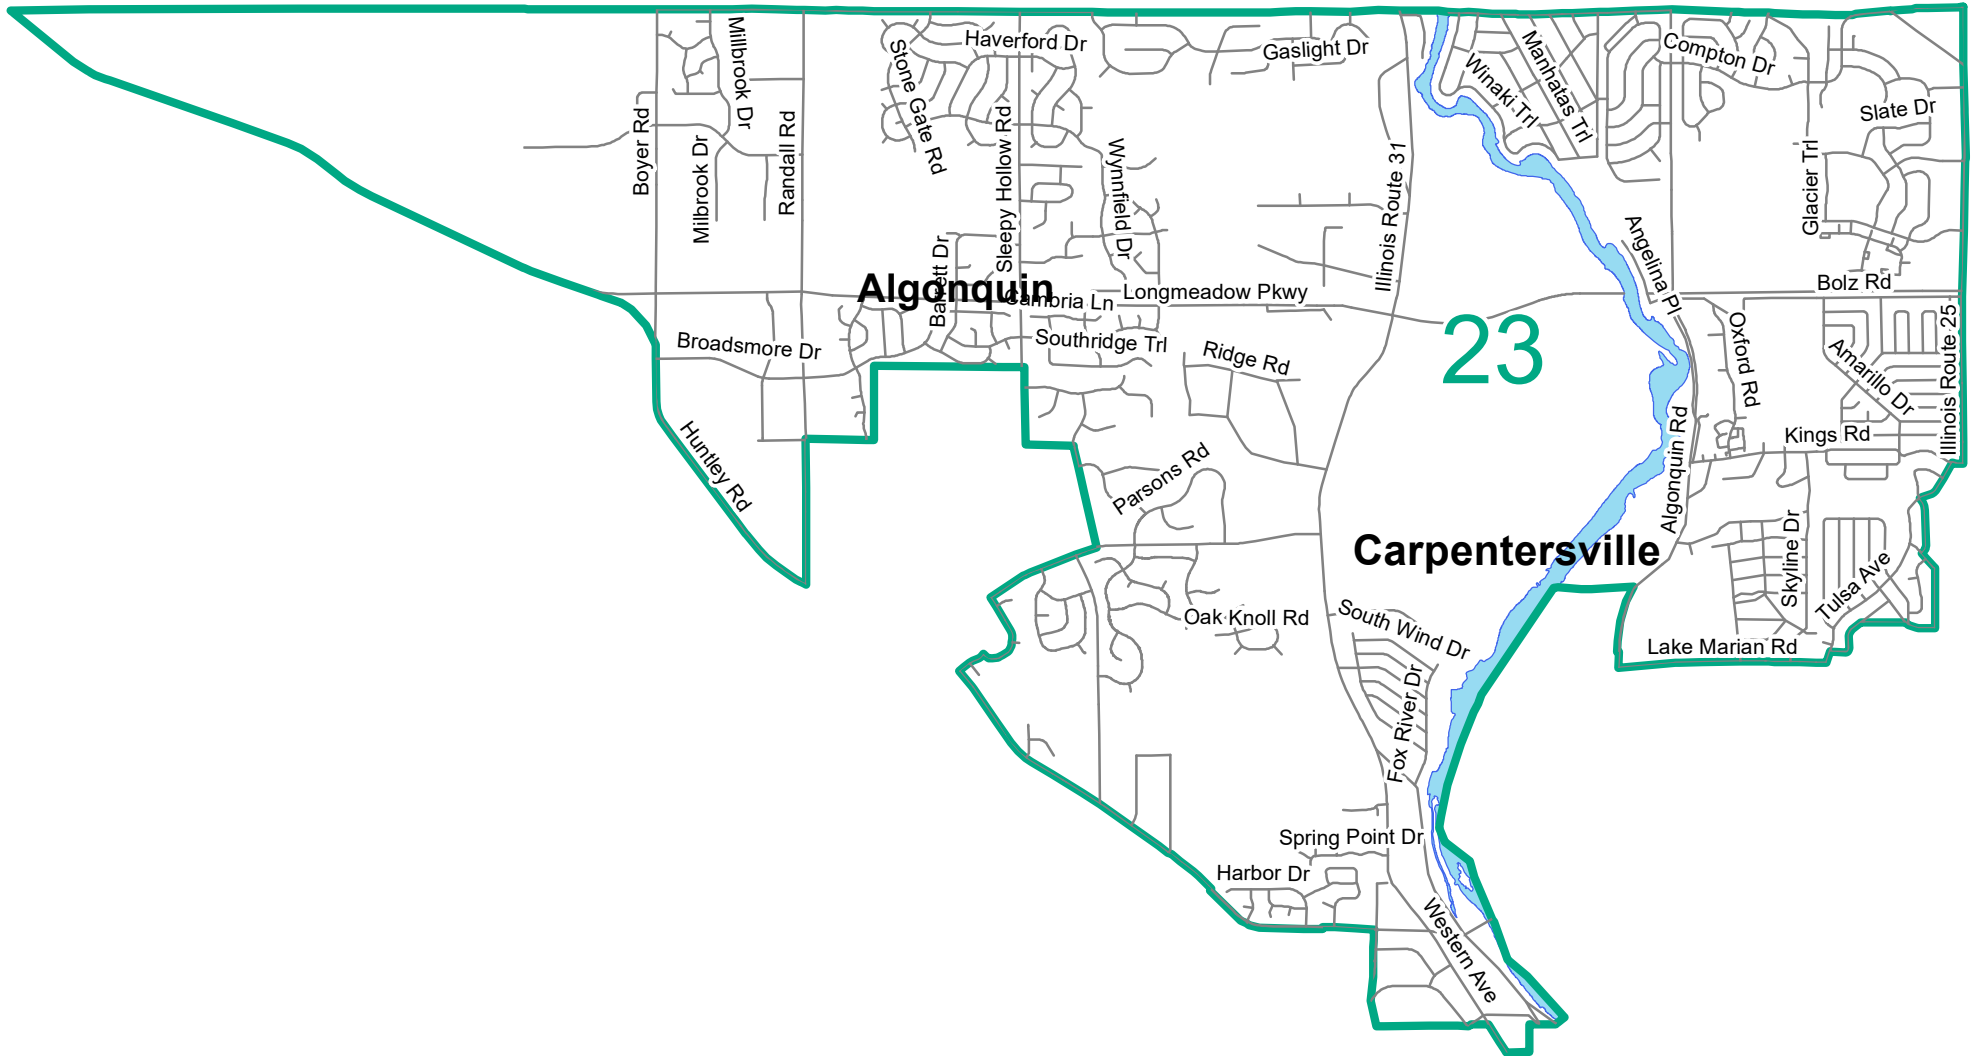 Millbrook Dr
Stone Gate Rd
Haverford Dr
Gaslight Dr
Winaki Trl
Manhatas Trl
Compton Dr
Slate Dr
Boyer Rd
Milbrook Dr
Randall Rd
Sleepy Hollow Rd
Wynnfield Dr
Illinois Route 31
Glacier Trl
Angelina Pl
Barrett Dr
Algonquin
Cambria Ln
Longmeadow Pkwy
Bolz Rd
Broadsmore Dr
Southridge Trl
Ridge Rd
23
Oxford Rd
Amarillo Dr
Illinois Route 25
Huntley Rd
Parsons Rd
Algonquin Rd
Kings Rd
Carpentersville
Skyline Dr
Tulsa Ave
Oak Knoll Rd
South Wind Dr
Lake Marian Rd
Fox River Dr
Spring Point Dr
Harbor Dr
Western Ave